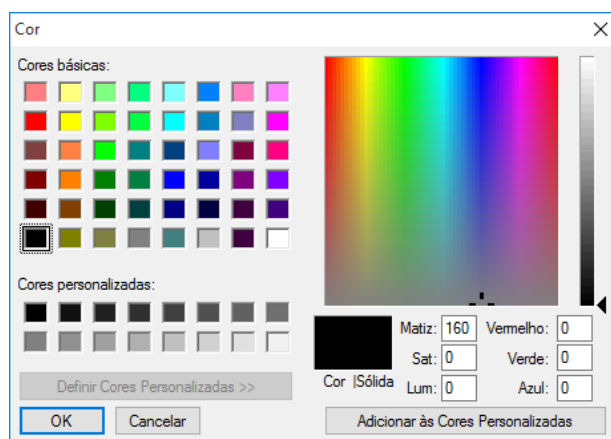 Cor
Cores básicas:
Cores personalizadas:
Definir Cores Personalizadas >>
OK Cancelar
Matiz: 160 Vermelho: 0
Sat: 0 Verde: 0
Cor |Sólida Lum: 0 Azul: 0
Adicionar às Cores Personalizadas